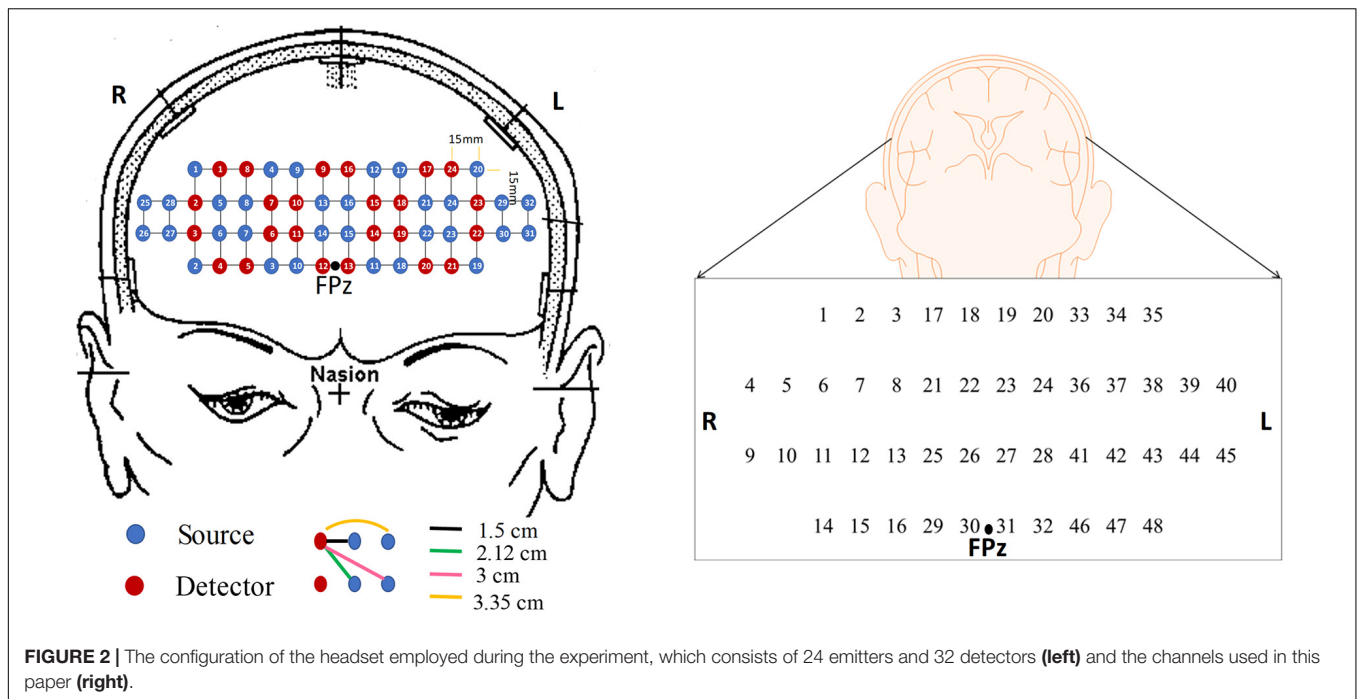 R
L
15mm
15mm
1 1 8 4 9 9 16 12 17 17 24 20
25 28 2 5 8 7 10 13 16 15 18 21 24 23 29 32
26 27 3 6 7 6 11 14 15 14 19 22 23 22 30 31
2 4 5 3 10 12 13 11 18 20 21 19
FPz
Nasion
Source
Detector
1.5 cm
2.12 cm
3 cm
3.35 cm
1 2 3 17 18 19 20 33 34 35
4 5 6 7 8 21 22 23 24 36 37 38 39 40
R
L
9 10 11 12 13 25 26 27 28 41 42 43 44 45
14 15 16 29 30 31 32 46 47 48
FPz
FIGURE 2 | The configuration of the headset employed during the experiment, which consists of 24 emitters and 32 detectors (left) and the channels used in this
paper (right).